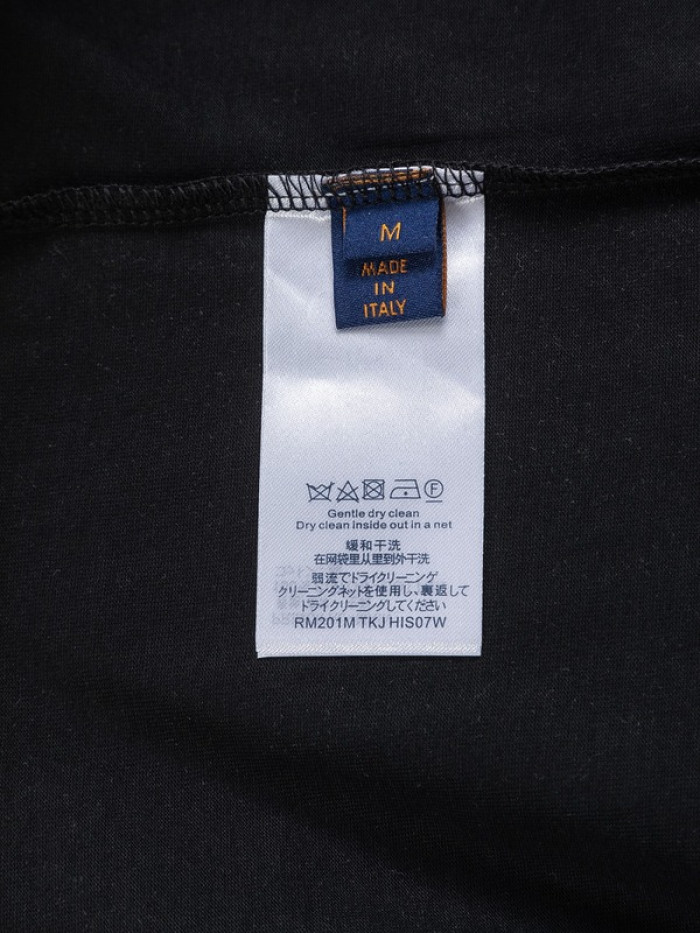 M
MADE
IN
ITALY
F
Gentle dry clean
Dry clean inside out in a net
缓和干洗
在网袋里从里到外干洗
弱流でドライクリーニング
クリーニングネットを使用し、裏返して
ドライクリーニングしてください
RM201M TKJ HIS07W